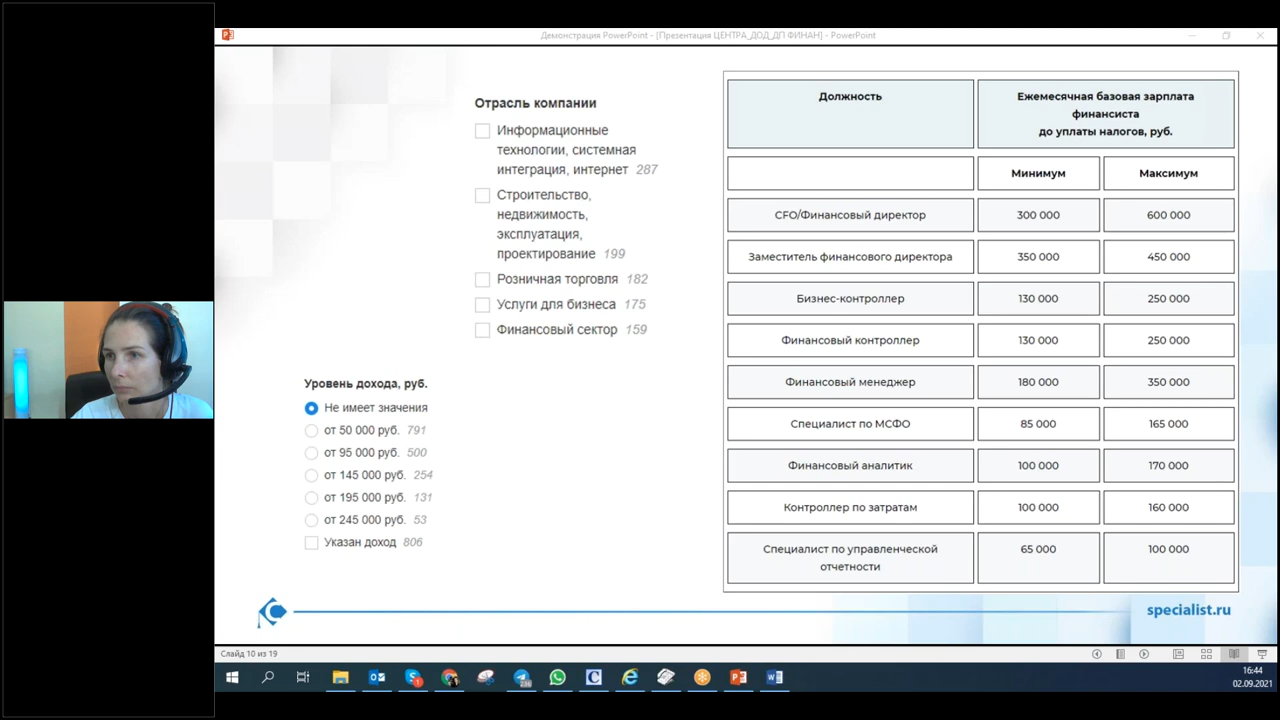 Демонстрация PowerPoint - [Презентация ЦЕНТРА_ДОД_ДП ФИНАН] - PowerPoint
Отрасль компании
Информационные
технологии, системная
интеграция, интернет 287
Строительство,
недвижимость,
эксплуатация,
проектирование 199
Розничная торговля 182
Услуги для бизнеса 175
Финансовый сектор 159
Уровень дохода, руб.
Не имеет значения
от 50 000 руб. 791
от 95 000 руб. 500
от 145 000 руб. 254
от 195 000 руб. 131
от 245 000 руб. 53
Указан доход 806
Должность
Ежемесячная базовая зарплата
финансиста
до уплаты налогов, руб.
Минимум Максимум
CFO/Финансовый директор 300 000 600 000
Заместитель финансового директора 350 000 450 000
Бизнес-контроллер 130 000 250 000
Финансовый контроллер 130 000 250 000
Финансовый менеджер 180 000 350 000
Специалист по МСФО 85 000 165 000
Финансовый аналитик 100 000 170 000
Контроллер по затратам 100 000 160 000
Специалист по управленческой 65 000 100 000
отчетности
specialist.ru
Слайд 10 из 19
16:44
02.09.2021